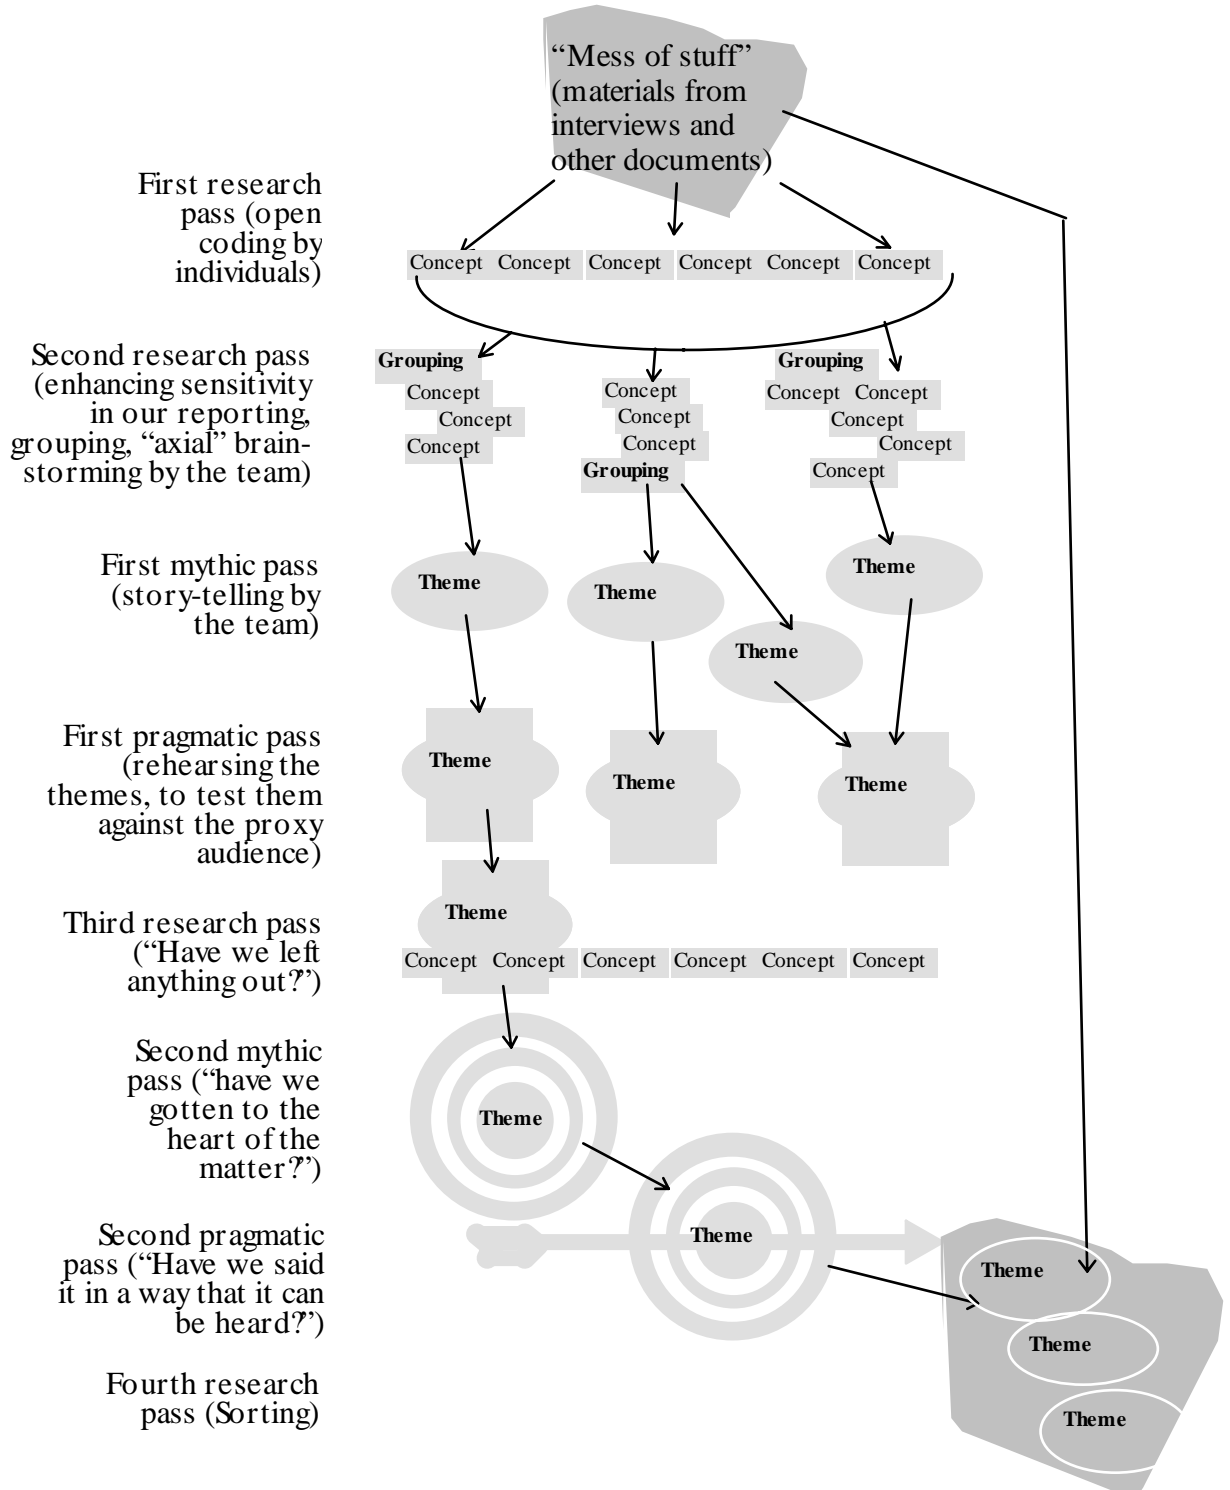 “Mess of stuff”
(materials from
interviews and
other documents)
First research
pass (open
coding by
individuals)
Concept Concept Concept Concept Concept Concept
Second research pass
(enhancing sensitivity
in our reporting,
grouping, “axial” brain-
storming by the team)
Grouping
Concept
Concept
Concept
Concept
Concept
Concept
Grouping
Grouping
Concept Concept
Concept
Concept
Concept
First mythic pass
(story-telling by
the team)
Theme
Theme
Theme
Theme
First pragmatic pass
(rehearsing the
themes, to test them
against the proxy
audience)
Theme
Theme
Theme
Third research pass
(“Have we left
anything out?”)
Theme
Concept Concept Concept Concept Concept Concept
Second mythic
pass (“have we
gotten to the
heart of the
matter?”)
Theme
Second pragmatic
pass (“Have we said
it in a way that it can
be heard?”)
Theme
Fourth research
pass (Sorting)
Theme
Theme
Theme